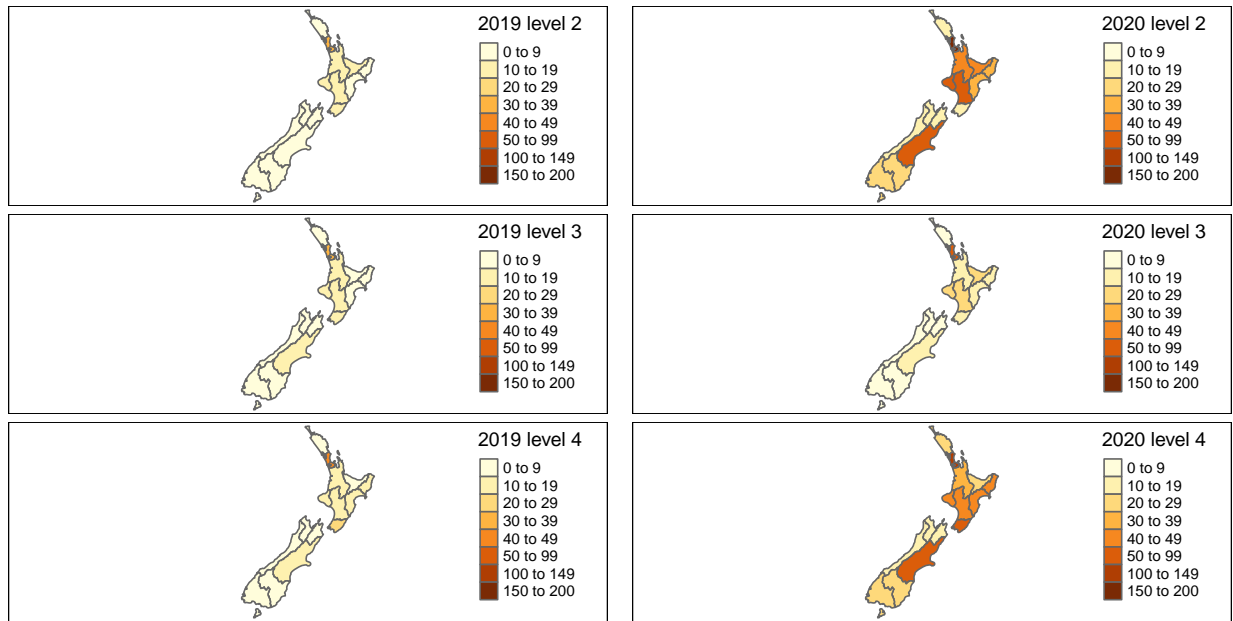 2019 level 2
0 to 9
10 to 19
20 to 29
30 to 39
40 to 49
50 to 99
100 to 149
150 to 200
2020 level 2
0 to 9
10 to 19
20 to 29
30 to 39
40 to 49
50 to 99
100 to 149
150 to 200
2019 level 3
0 to 9
10 to 19
20 to 29
30 to 39
40 to 49
50 to 99
100 to 149
150 to 200
2020 level 3
0 to 9
10 to 19
20 to 29
30 to 39
40 to 49
50 to 99
100 to 149
150 to 200
2019 level 4
0 to 9
10 to 19
20 to 29
30 to 39
40 to 49
50 to 99
100 to 149
150 to 200
2020 level 4
0 to 9
10 to 19
20 to 29
30 to 39
40 to 49
50 to 99
100 to 149
150 to 200